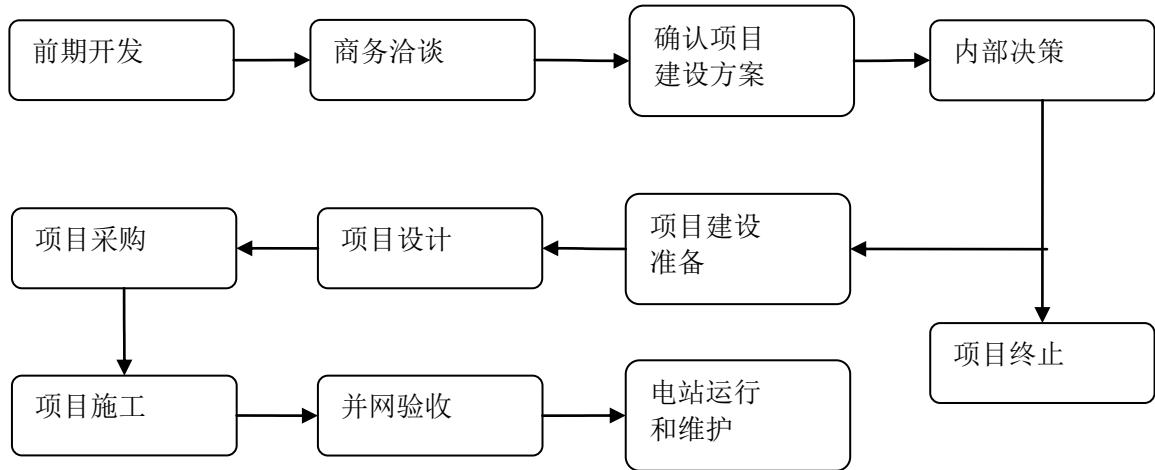 前期开发
商务洽谈
确认项目
建设方案
内部决策
项目采购
项目设计
项目建设
准备
项目终止
项目施工
并网验收
电站运行
和维护